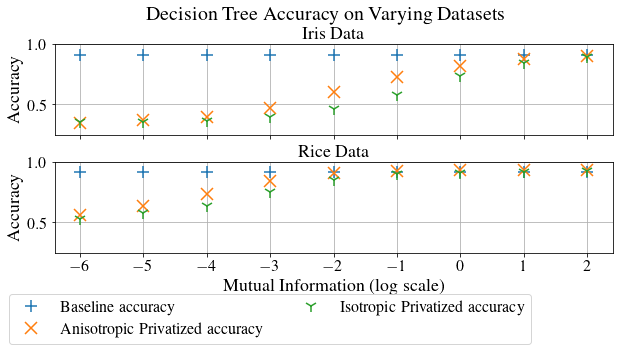 Decision Tree Accuracy on Varying Datasets
Iris Data
1.0
0.5
Accuracy
Rice Data
1.0
0.5
Accuracy
−6 −5 −4 −3 −2 −1 0 1 2
Mutual Information (log scale)
Baseline accuracy
Anisotropic Privatized accuracy
Isotropic Privatized accuracy